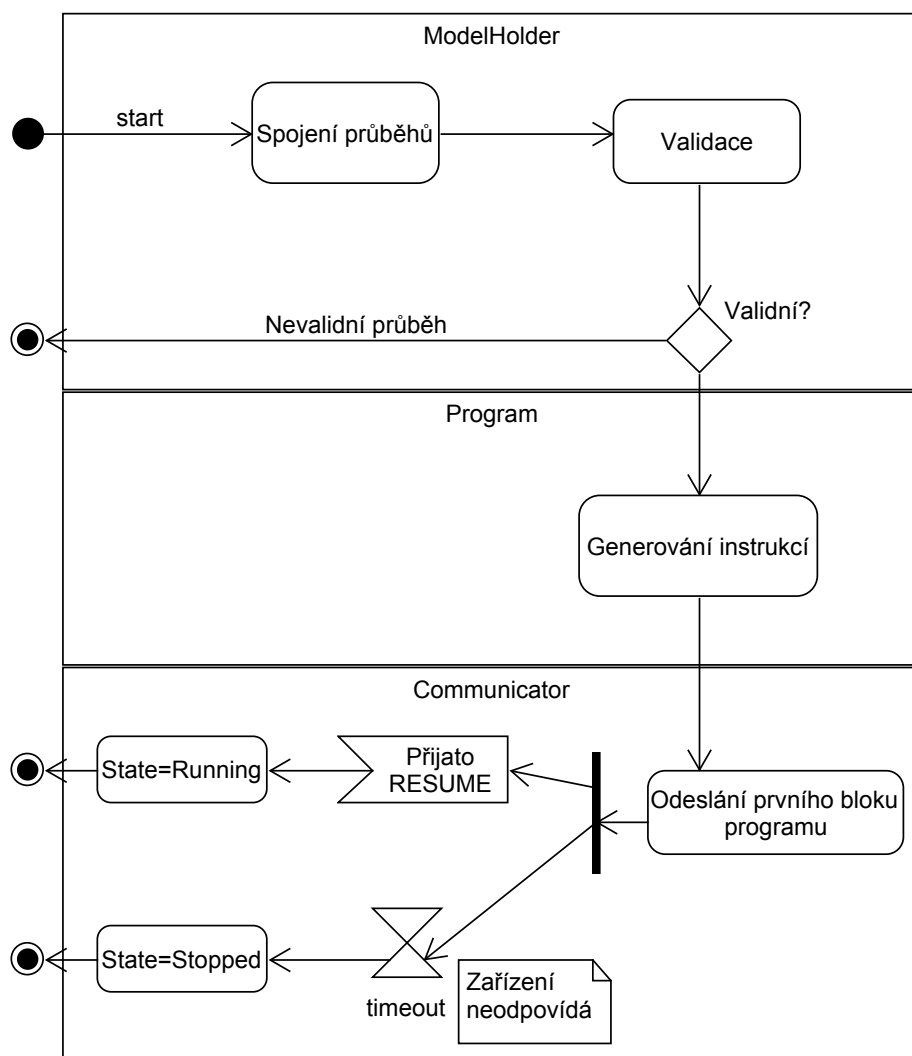 ModelHolder
start
Spojení průběhů
Validace
Validní?
Nevalidní průběh
Program
Generování instrukcí
Communicator
State=Running
Přijato
RESUME
Odeslání prvního bloku
programu
State=Stopped
timeout
Zařízení
neodpovídá